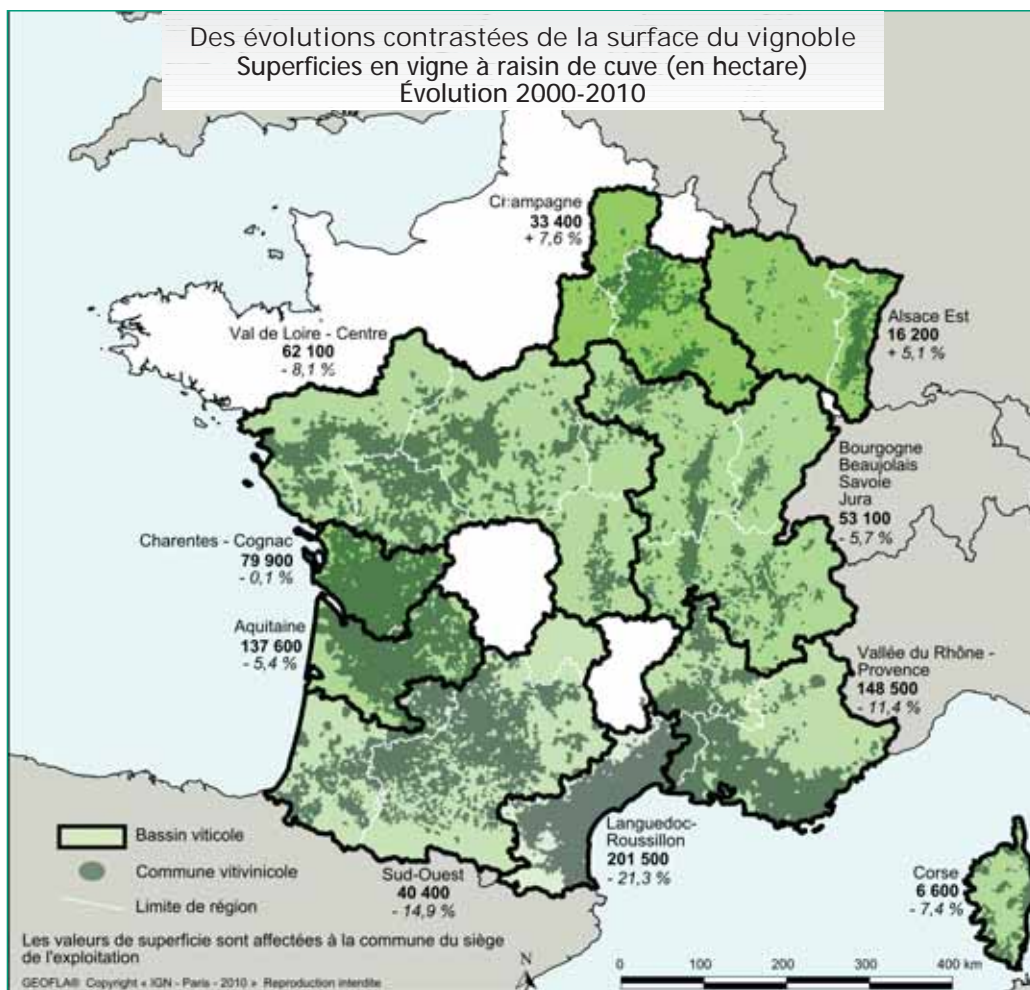 Des évolutions contrastées de la surface du vignoble
Superficies en vigne à raisin de cuve (en hectare)
Évolution 2000-2010
Champagne
33 400
+ 7,6 %
Alsace Est
16 200
+ 5,1 %
Val de Loire - Centre
62 100
- 8,1 %
Bourgogne
Beaujolais
Savoie
Jura
53 100
- 5,7 %
Charentes - Cognac
79 900
- 0,1 %
Aquitaine
137 600
- 5,4 %
Vallée du Rhône -
Provence
148 500
- 11,4 %
Languedoc-
Roussillon
201 500
- 21,3 %
Sud-Ouest
40 400
- 14,9 %
Corse
6 600
- 7,4 %
Bassin viticole
Commune vitivinicole
Limite de région
Les valeurs de superficie sont affectées à la commune du siège
de l'exploitation
GEOFLA® Copyright « IGN - Paris - 2010 » Reproduction interdite
N
0 100 200 300 400 km